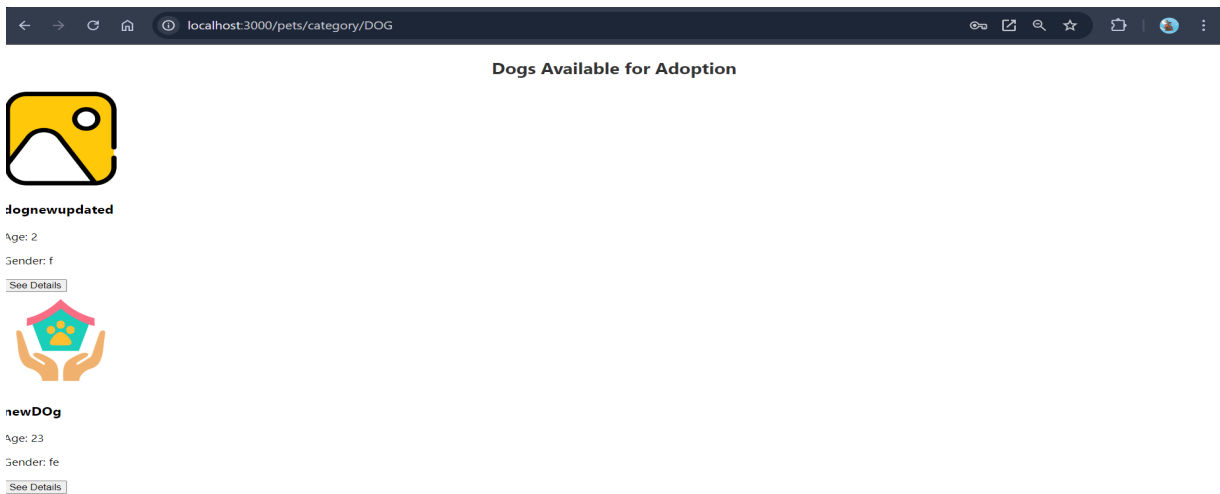 localhost:3000/pets/category/DOG
Dogs Available for Adoption
dognewupdated
Age: 2
Gender: f
See Details
newDOg
Age: 23
Gender: fe
See Details